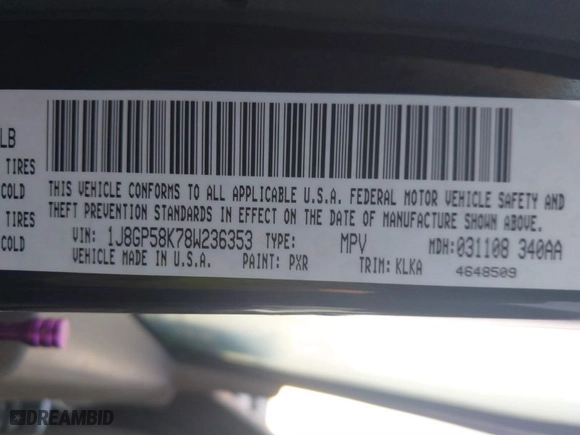 LB
TIRES
COLD
TIRES
COLD
THIS VEHICLE CONFORMS TO ALL APPLICABLE U.S.A. FEDERAL MOTOR VEHICLE SAFETY AND
THEFT PREVENTION STANDARDS IN EFFECT ON THE DATE OF MANUFACTURE SHOWN ABOVE.
VIN: 1J8GP58K78W236353 TYPE: MPV MDH: 031108 340AA
VEHICLE MADE IN U.S.A. PAINT: PXR TRIM: KLKA 4648509
DREAMBID